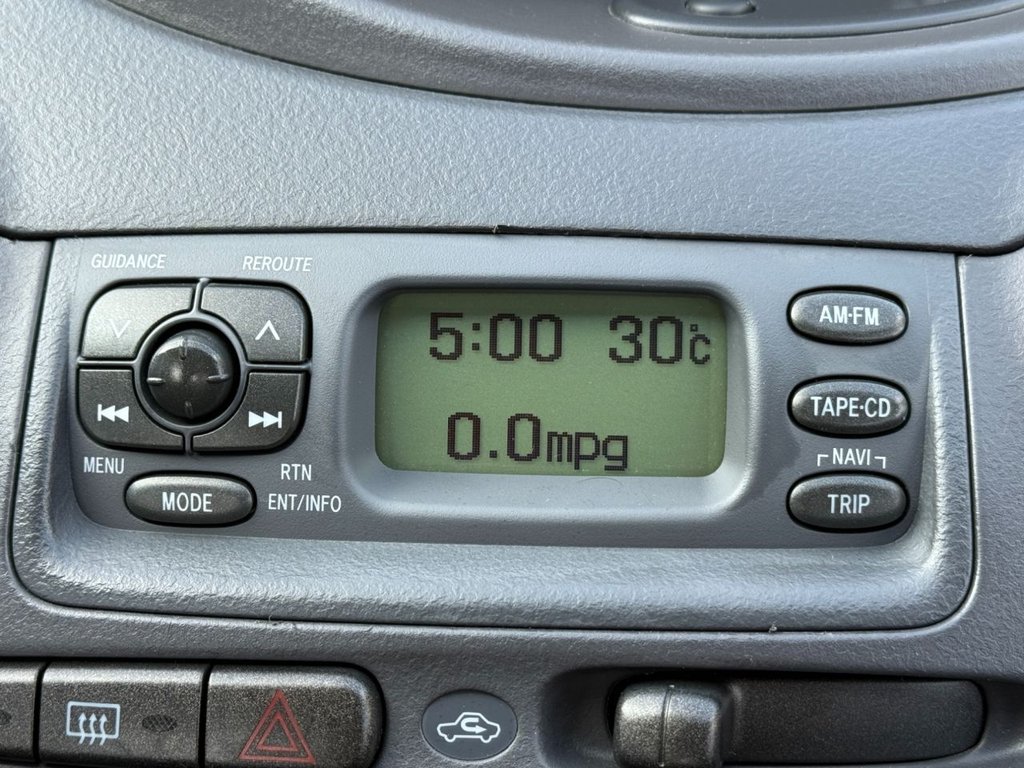 GUIDANCE REROUTE
AM·FM
5:00 30°C
TAPE·CD
0.0mpg
MENU
RTN
┌NAVI┐
MODE
ENT/INFO
TRIP